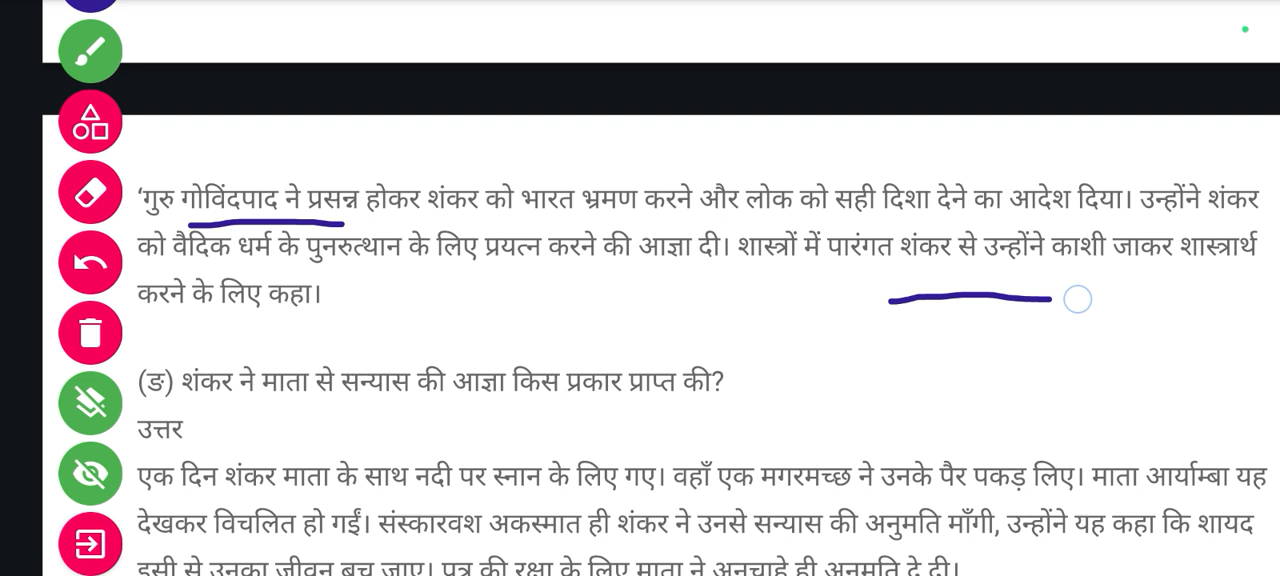 ‘गुरु गोविंदपाद ने प्रसन्न होकर शंकर को भारत भ्रमण करने और लोक को सही दिशा देने का आदेश दिया। उन्होंने शंकर
को वैदिक धर्म के पुनरुत्थान के लिए प्रयत्न करने की आज्ञा दी। शास्त्रों में पारंगत शंकर से उन्होंने काशी जाकर शास्त्रार्थ
करने के लिए कहा।
(ङ) शंकर ने माता से सन्यास की आज्ञा किस प्रकार प्राप्त की?
उत्तर
एक दिन शंकर माता के साथ नदी पर स्नान के लिए गए। वहाँ एक मगरमच्छ ने उनके पैर पकड़ लिए। माता आर्याम्बा यह
देखकर विचलित हो गईं। संस्कारवश अकस्मात ही शंकर ने उनसे सन्यास की अनुमति माँगी, उन्होंने यह कहा कि शायद
इसी से उनका जीवन बच जाए। पुत्र की रक्षा के लिए माता ने अनचाहे ही अनुमति दे दी।